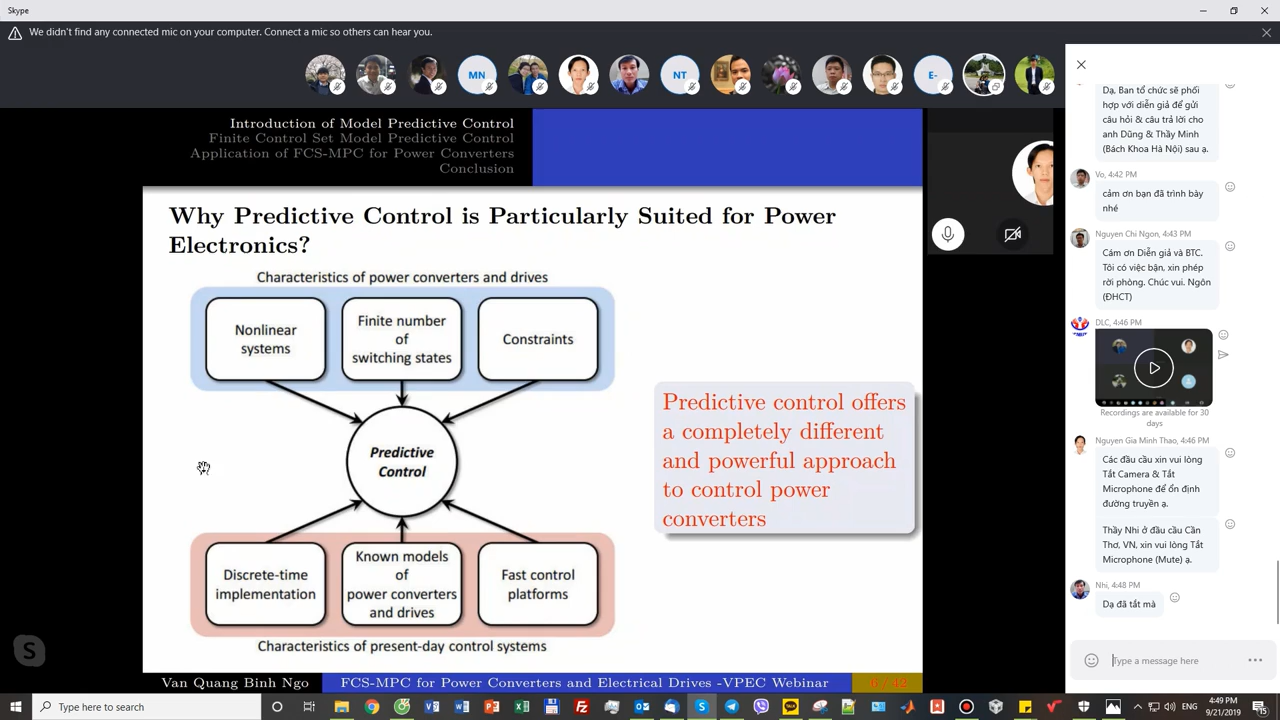 Skype
We didn't find any connected mic on your computer. Connect a mic so others can hear you.
MN
NT
E-
Introduction of Model Predictive Control
Finite Control Set Model Predictive Control
Application of FCS-MPC for Power Converters
Conclusion
Why Predictive Control is Particularly Suited for Power
Electronics?
Characteristics of power converters and drives
Nonlinear
systems
Finite number
of
switching states
Constraints
Predictive
Control
Discrete-time
implementation
Known models
of
power converters
and drives
Fast control
platforms
Characteristics of present-day control systems
Predictive control offers
a completely different
and powerful approach
to control power
converters
Van Quang Binh Ngo
FCS-MPC for Power Converters and Electrical Drives -VPEC Webinar
6 / 42
S
Dạ, Ban tổ chức sẽ phối
hợp với diễn giả để gửi
câu hỏi & câu trả lời cho
anh Dũng & Thầy Minh
(Bách Khoa Hà Nội) sau ạ.
Vo, 4:42 PM
cảm ơn bạn đã trình bày
nhé
Nguyen Chi Ngon, 4:43 PM
Cám ơn Diễn giả và BTC.
Tôi có việc bận, xin phép
rời phòng. Chúc vui. Ngôn
(ĐHCT)
DLC, 4:46 PM
Recordings are available for 30
days
Nguyen Gia Minh Thao, 4:46 PM
Các đầu cầu xin vui lòng
Tắt Camera & Tắt
Microphone để ổn định
đường truyền ạ.
Thầy Nhi ở đầu cầu Cần
Thơ, VN, xin vui lòng Tắt
Microphone (Mute) ạ.
Nhi, 4:48 PM
Dạ đã tắt mà
Type a message here
Type here to search
4:49 PM
9/21/2019
15